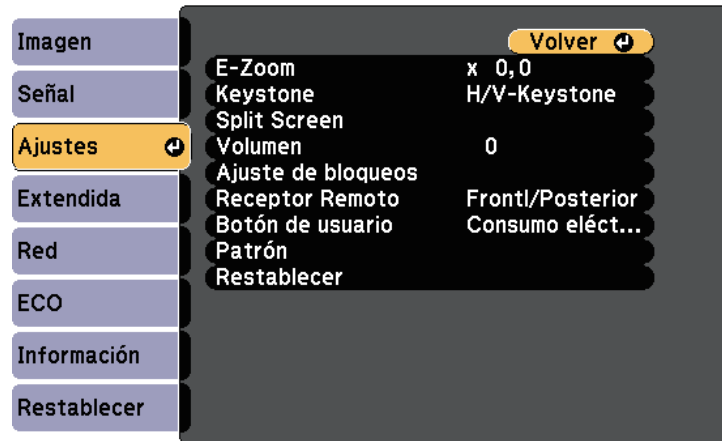 Imagen
Señal
Ajustes
Extendida
Red
ECO
Información
Restablecer
Volver
E-Zoom x 0,0
Keystone H/V-Keystone
Split Screen
Volumen 0
Ajuste de bloqueos
Receptor Remoto Frontl/Posterior
Botón de usuario Consumo eléct...
Patrón
Restablecer